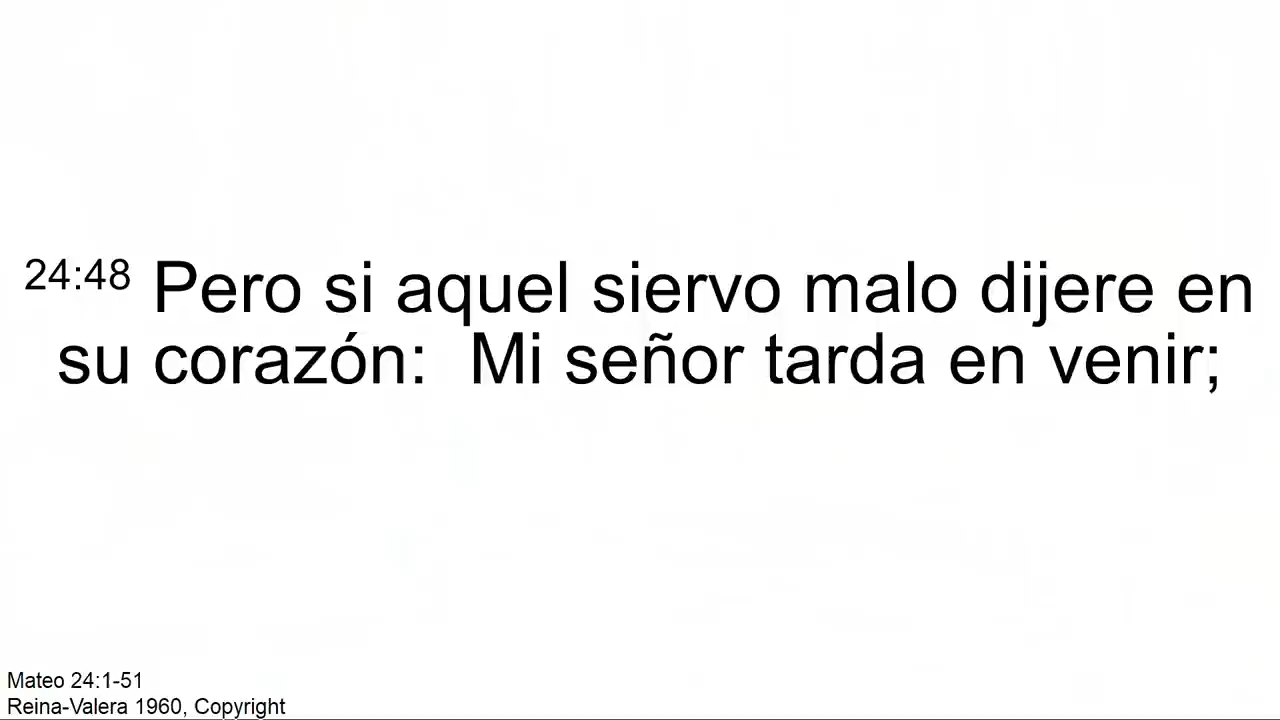 24:48 Pero si aquel siervo malo dijere en
su corazón:  Mi señor tarda en venir;
Mateo 24:1-51
Reina-Valera 1960, Copyright